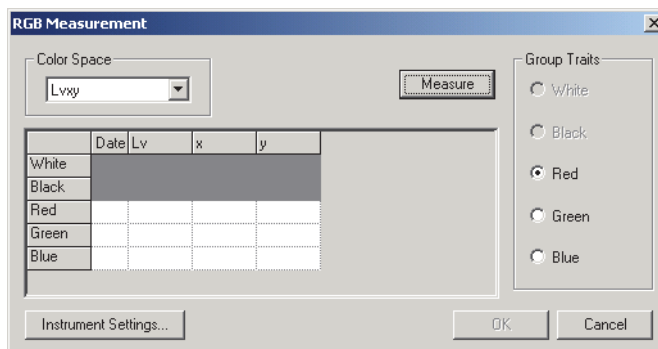 RGB Measurement
Color Space
Lvxy
Measure
Group Traits
White
Black
Red
Green
Blue
Date Lv x y
White
Black
Red
Green
Blue
Instrument Settings...
OK
Cancel